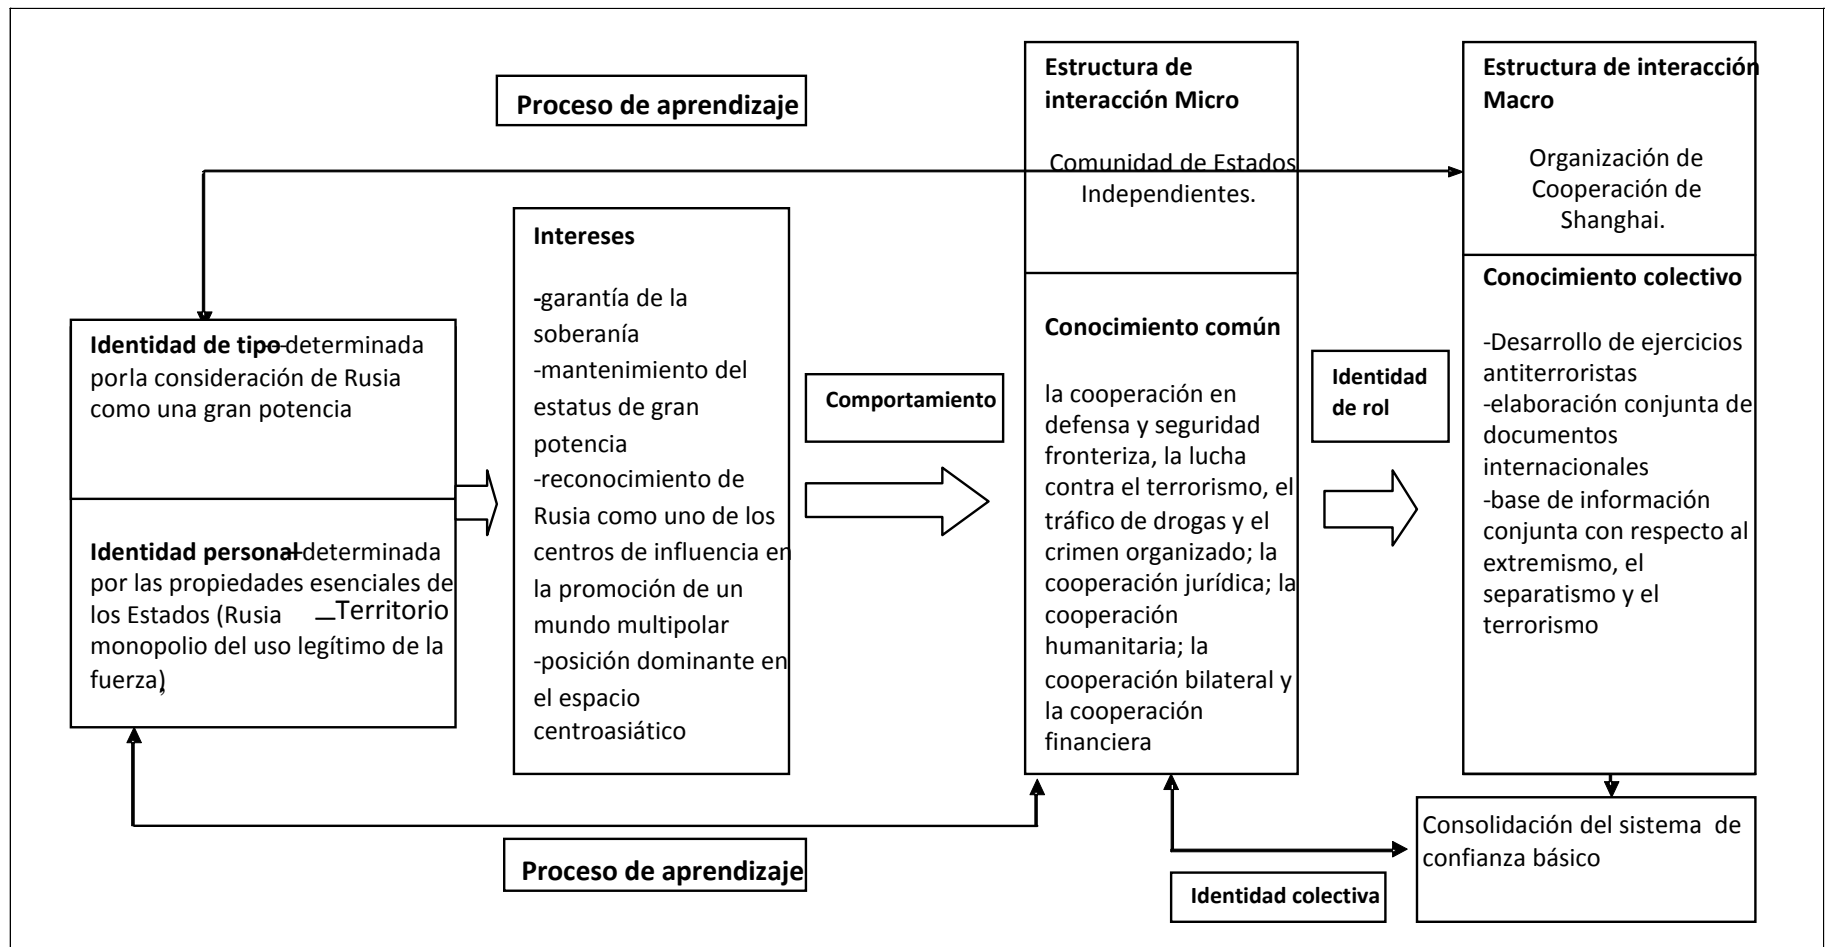 Proceso de aprendizaje
Identidad de tipo-determinada
porla consideración de Rusia
como una gran potencia
Identidad personal-determinada
por las propiedades esenciales de
los Estados (Rusia —Territorio
monopolio del uso legítimo de la
fuerza),
Intereses
-garantía de la
soberanía
-mantenimiento del
estatus de gran
potencia
-reconocimiento de
Rusia como uno de los
centros de influencia en
la promoción de un
mundo multipolar
-posición dominante en
el espacio
centroasiático
Comportamiento
Estructura de
interacción Micro
Comunidad de Estados
Independientes.
Conocimiento común
la cooperación en
defensa y seguridad
fronteriza, la lucha
contra el terrorismo, el
tráfico de drogas y el
crimen organizado; la
cooperación jurídica; la
cooperación
humanitaria; la
cooperación bilateral y
la cooperación
financiera
Identidad
de rol
Estructura de interacción
Macro
Organización de
Cooperación de
Shanghai.
Conocimiento colectivo
-Desarrollo de ejercicios
antiterroristas
-elaboración conjunta de
documentos
internacionales
-base de información
conjunta con respecto al
extremismo, el
separatismo y el
terrorismo
Consolidación del sistema de
confianza básico
Proceso de aprendizaje
Identidad colectiva